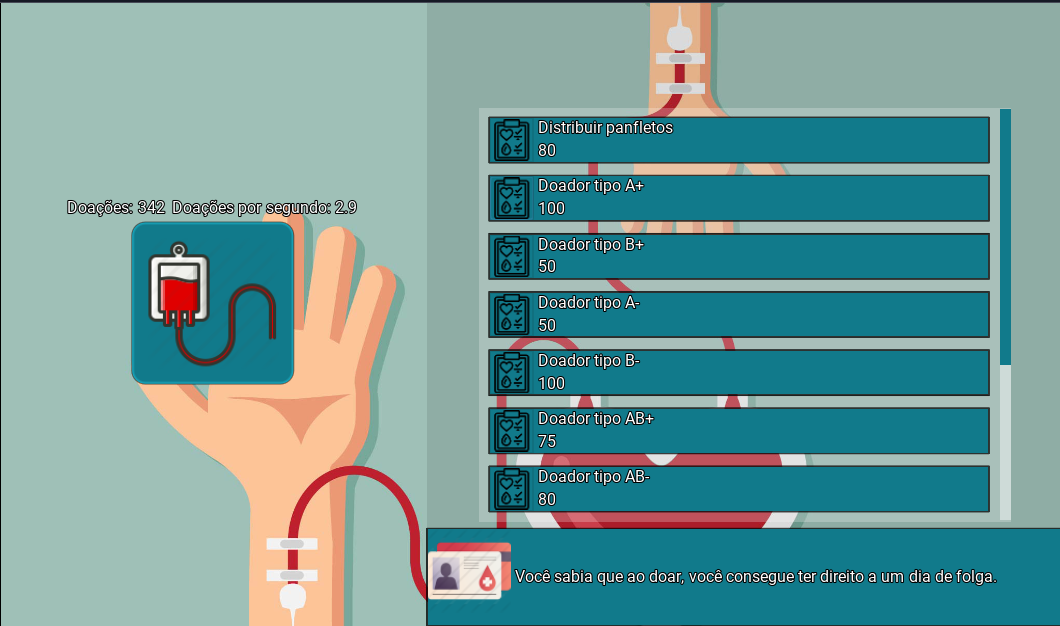 Doações: 342 Doações por segundo: 2.9
Distribuir panfletos
80
Doador tipo A+
100
Doador tipo B+
50
Doador tipo A-
50
Doador tipo B-
100
Doador tipo AB+
75
Doador tipo AB-
80
Você sabia que ao doar, você consegue ter direito a um dia de folga.